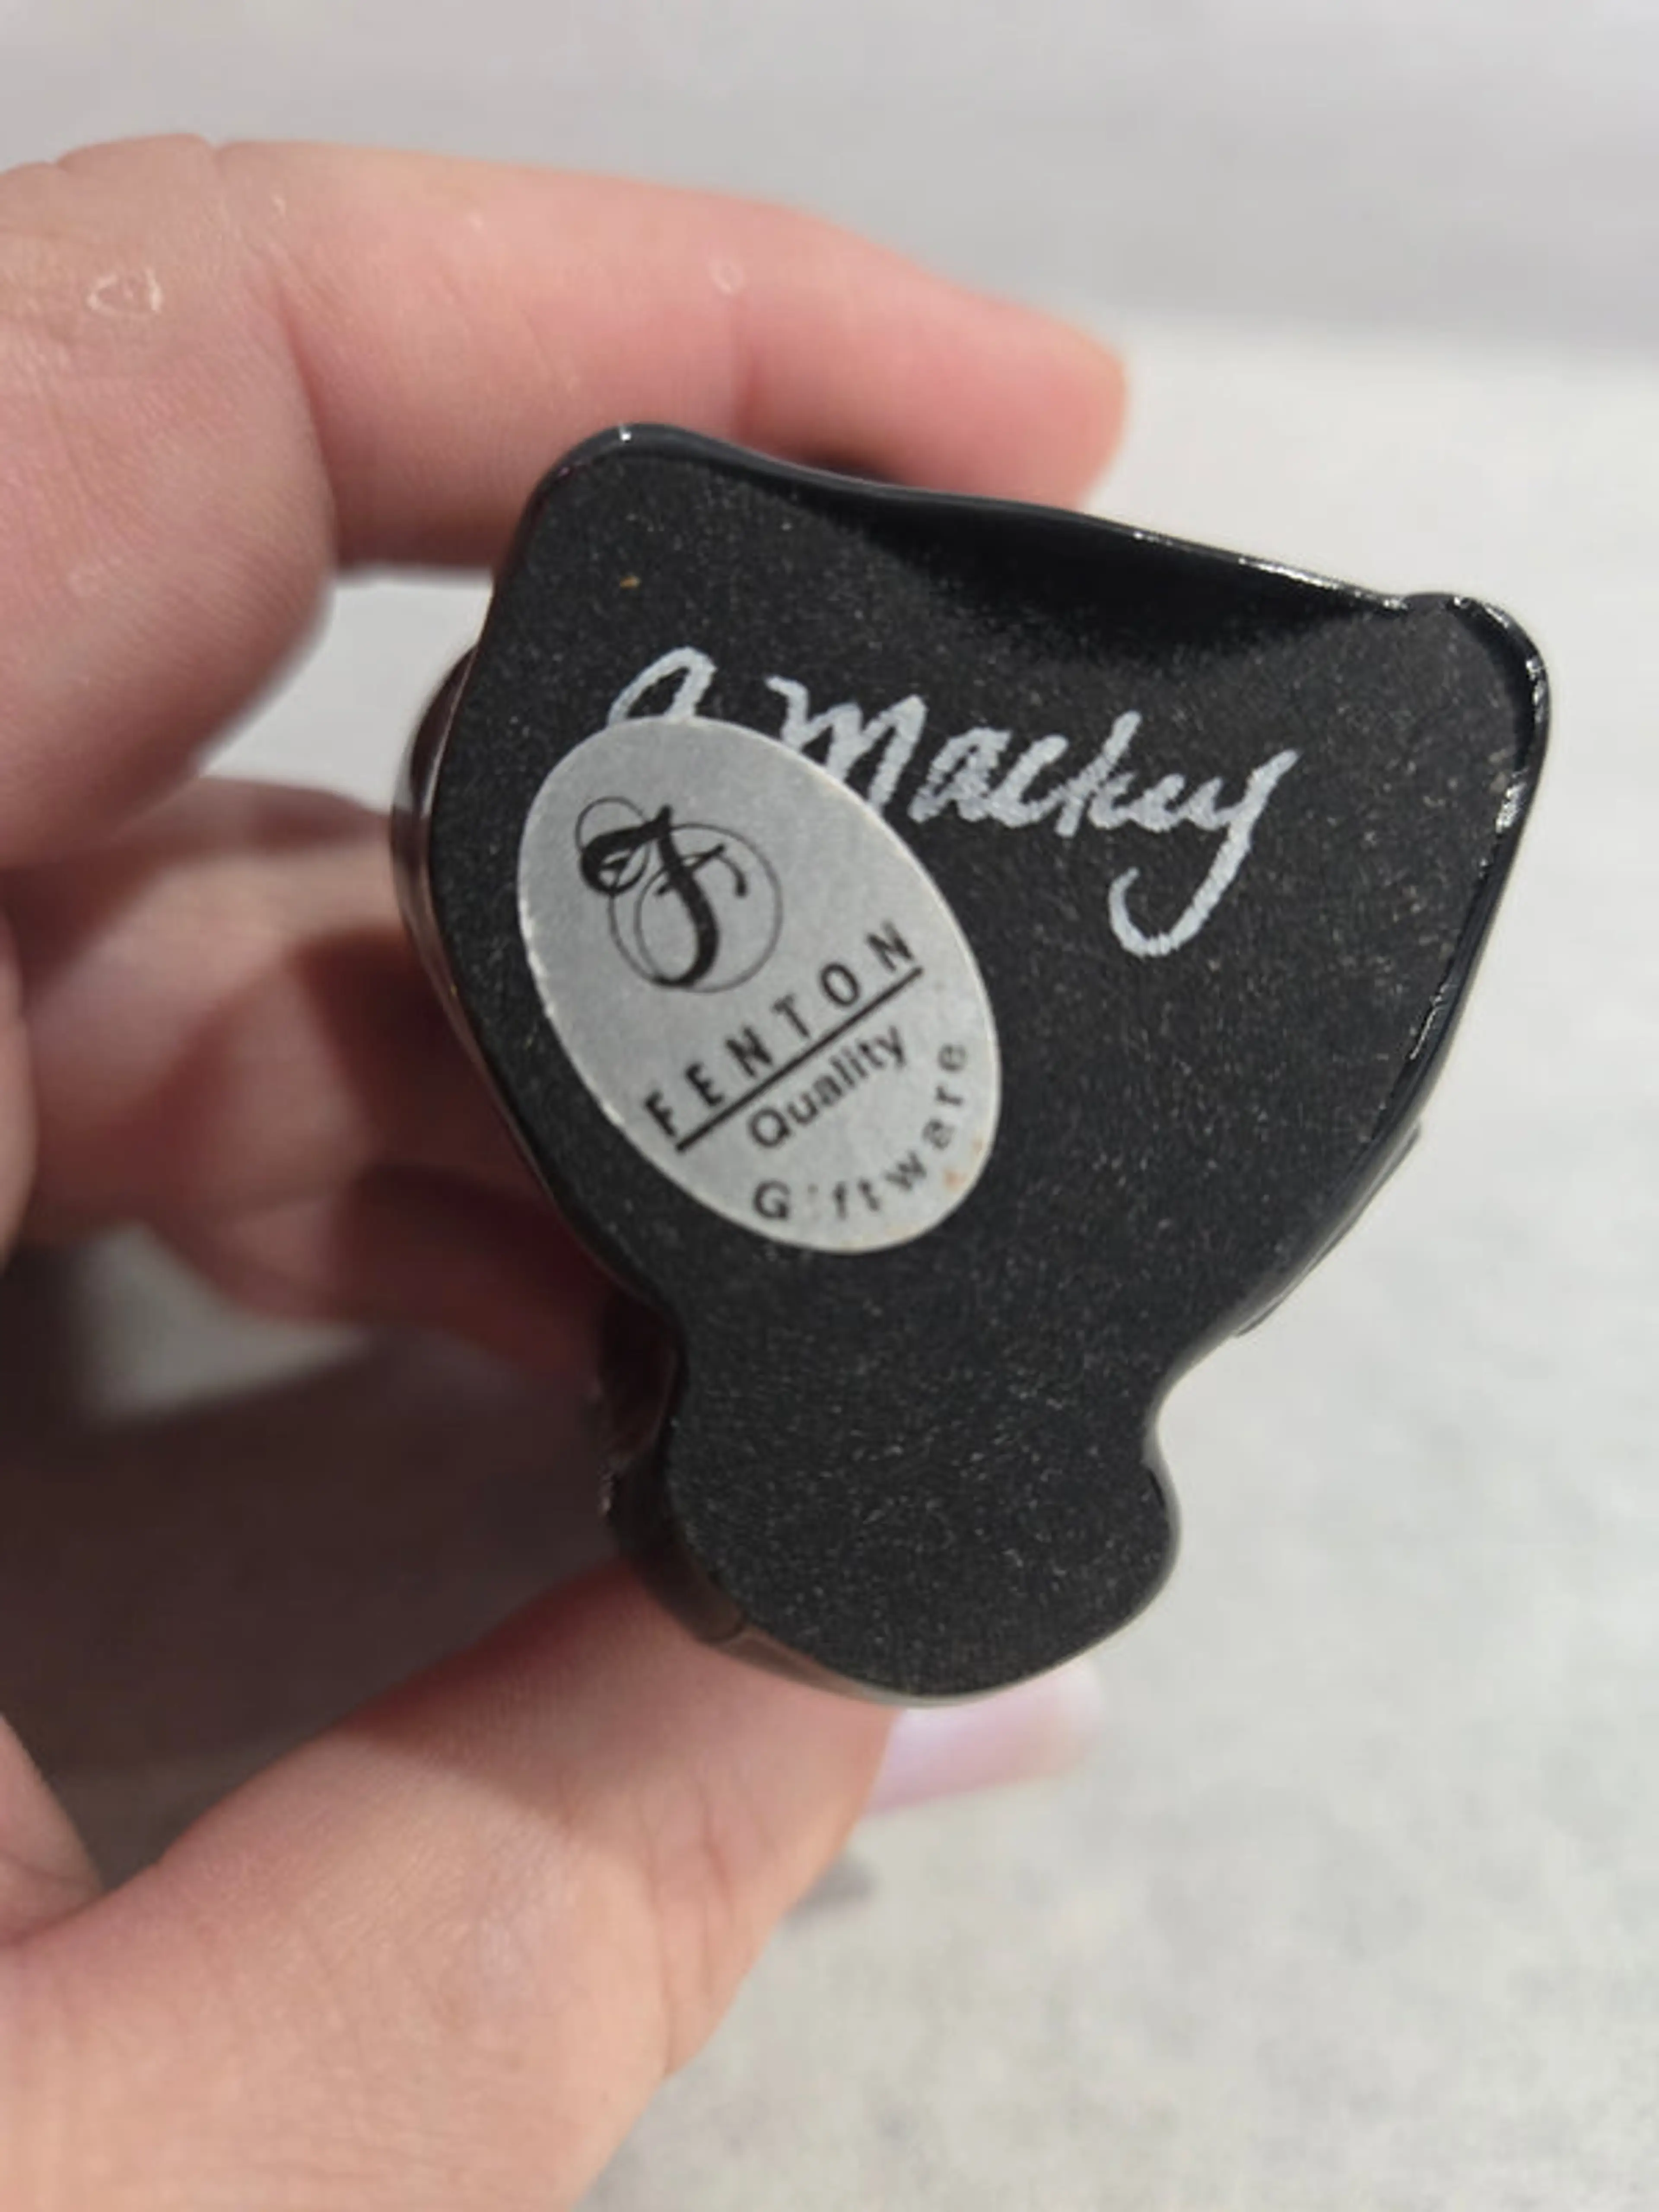 Mackey
F
FENTON
Quality
Giftware